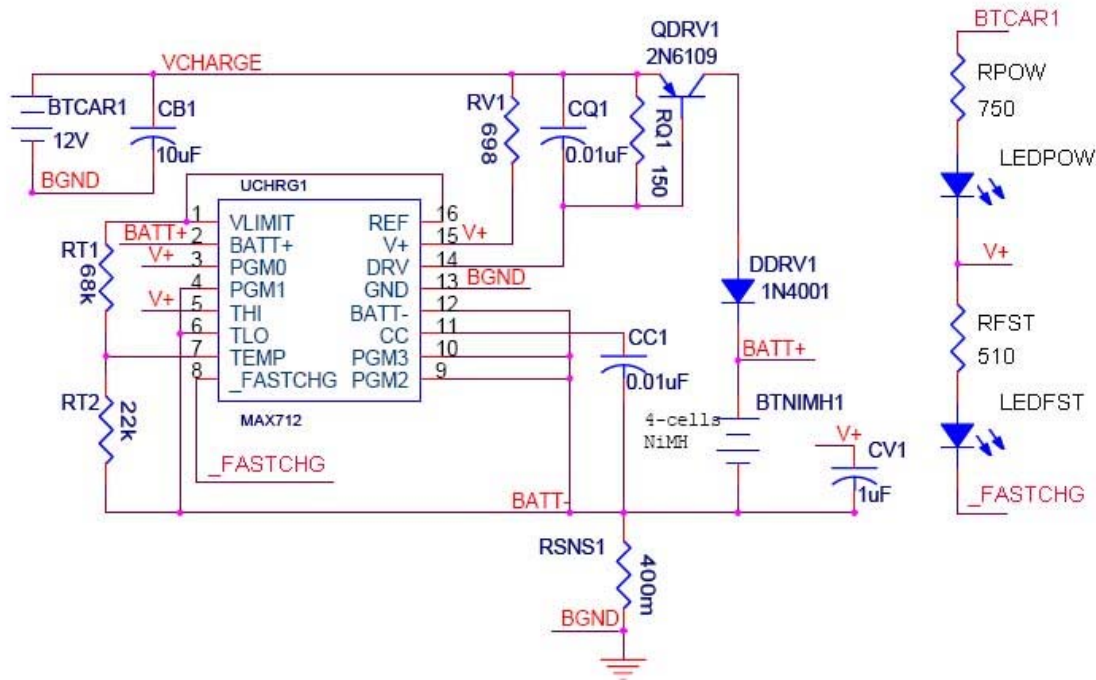 QDRV1
2N6109
BTCAR1
RPOW
750
LEDPOW
V+
RFST
510
LEDFST
_FASTCHG
VCHARGE
BTCAR1
12V
CB1
10uF
BGND
RV1
698
CQ1
0.01uF
RQ1
150
UCHRG1
1 VLIMIT REF 16
BATT+ 2 BATT+ V+ 15 V+
V+ 3 PGM0 DRV 14
4 PGM1 GND 13 BGND
V+ 5 THI BATT- 12
6 TLO CC 11
7 TEMP PGM3 10
8 _FASTCHG PGM2 9
MAX712
RT1
68k
RT2
22k
_FASTCHG
DDRV1
1N4001
BATT+
CC1
0.01uF
BTNIMH1
4-cells
NiMH
V+
CV1
1uF
BATT-
RSNS1
400m
BGND